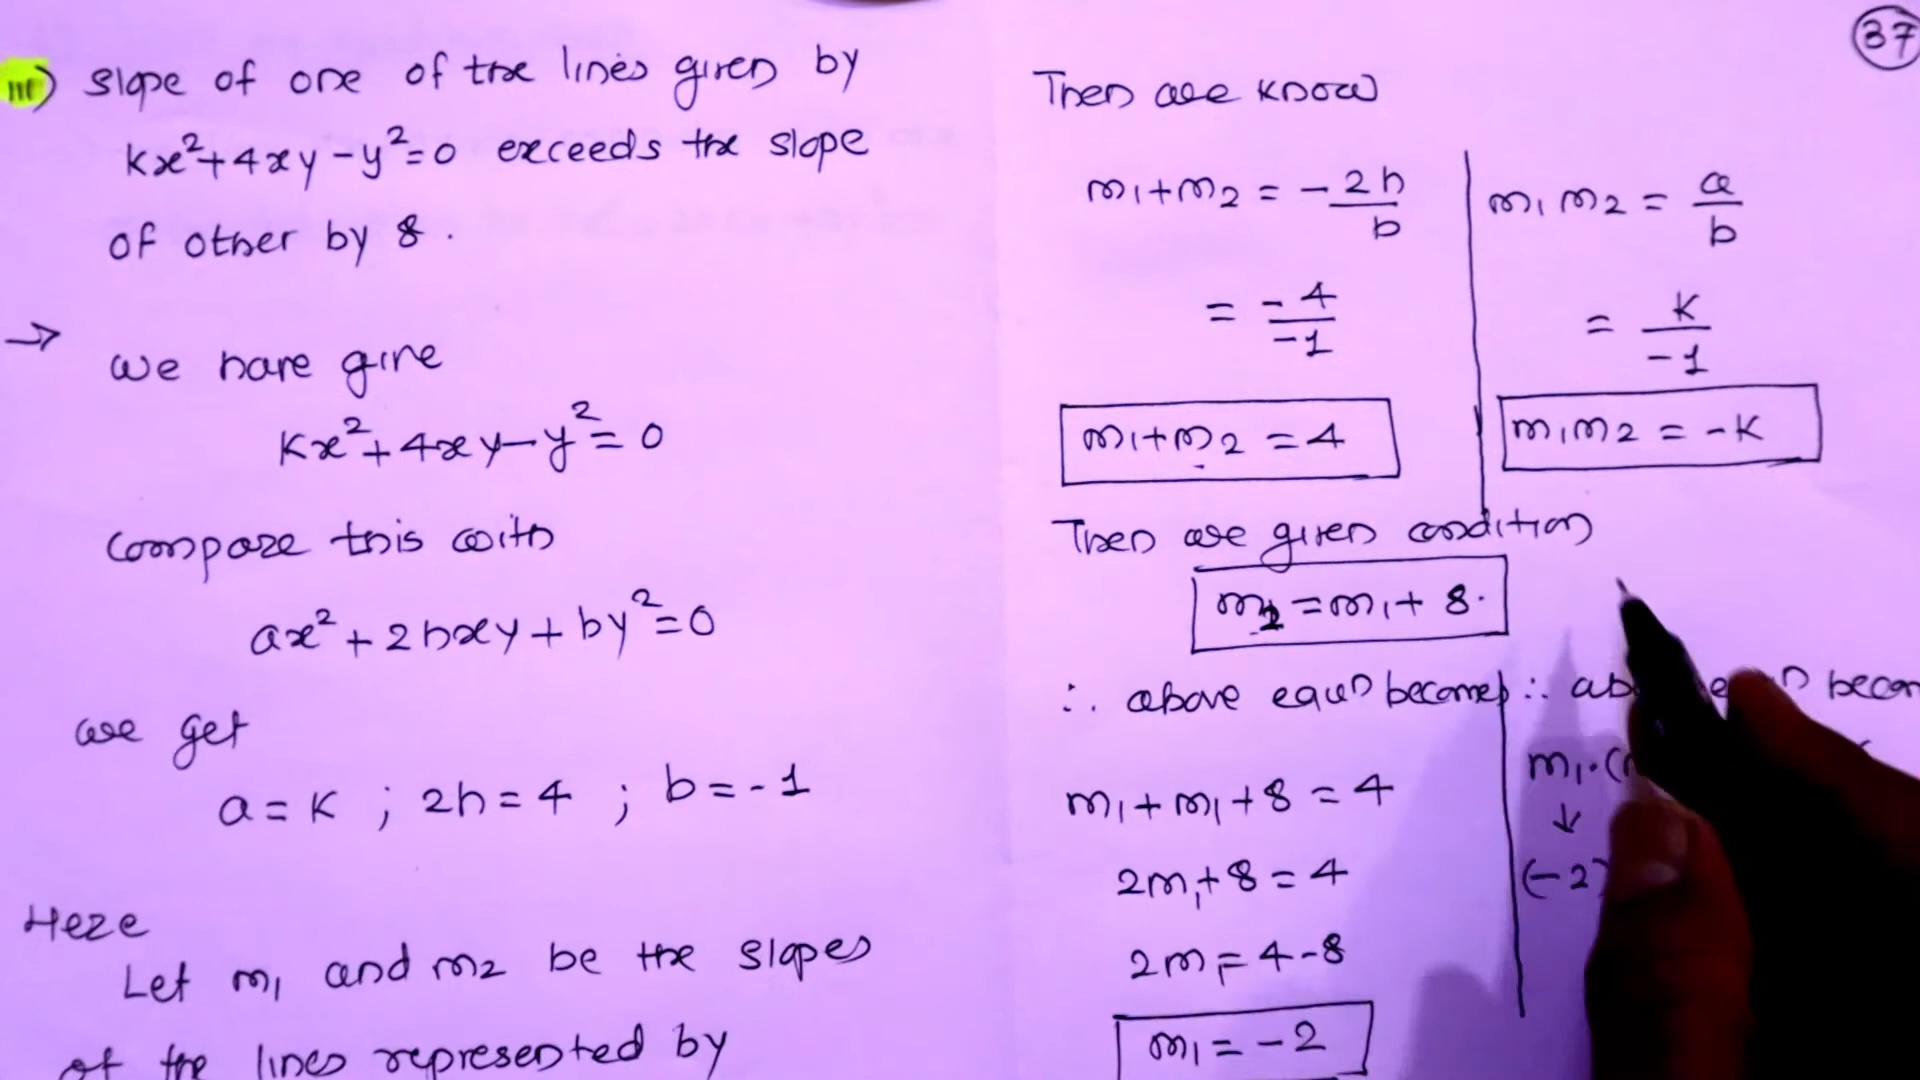 III) Slope of one of the lines given by
kx²+4xy-y²=0 exceeds the slope
of other by 8.
→ we have give
kx²+4xy-y²=0
compare this with
ax²+2hxy+by²=0
we get
a=k ; 2h=4 ; b=-1
Here
Let m₁ and m₂ be the slopes
of the lines represented by
37
Then we know
m₁+m₂ = -2h/b
= -4/-1
m₁+m₂ = 4
m₁m₂ = a/b
= k/-1
m₁m₂ = -k
Then we given condition
m₂ = m₁+8.
∴ above equn becomes
m₁+m₁+8=4
2m₁+8=4
2m₁=4-8
m₁=-2
∴
m₁.(
↓
(-2)